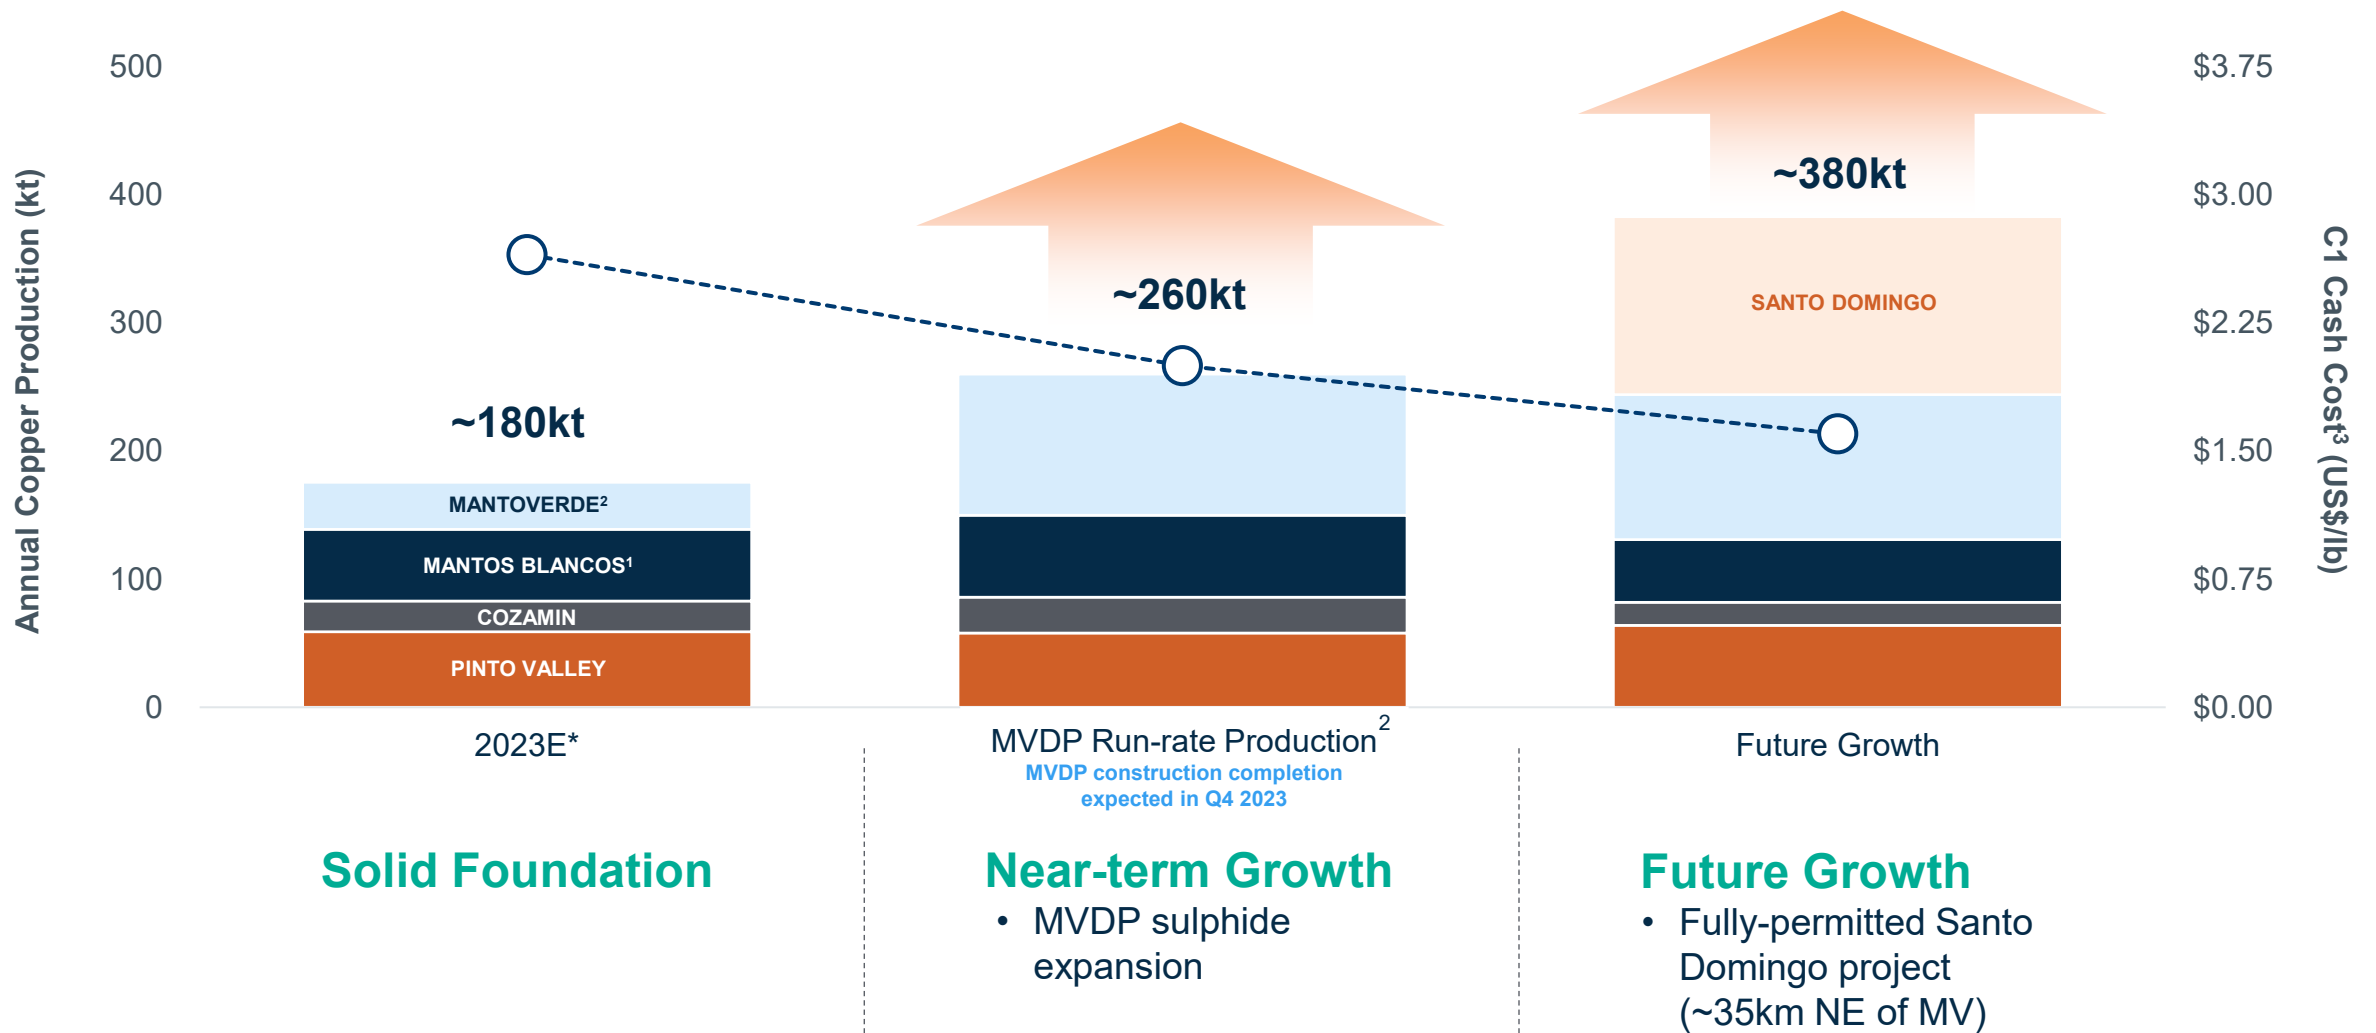 Annual Copper Production (kt)
500
400
300
200
100
0
$3.75
$3.00
$2.25
$1.50
$0.75
$0.00
C1 Cash Cost³ (US$/lb)
~180kt
MANTOVERDE²
MANTOS BLANCOS¹
COZAMIN
PINTO VALLEY
~260kt
~380kt
SANTO DOMINGO
2023E*
MVDP Run-rate Production²
MVDP construction completion
expected in Q4 2023
Future Growth
Solid Foundation
Near-term Growth
• MVDP sulphide
expansion
Future Growth
• Fully-permitted Santo
Domingo project
(~35km NE of MV)